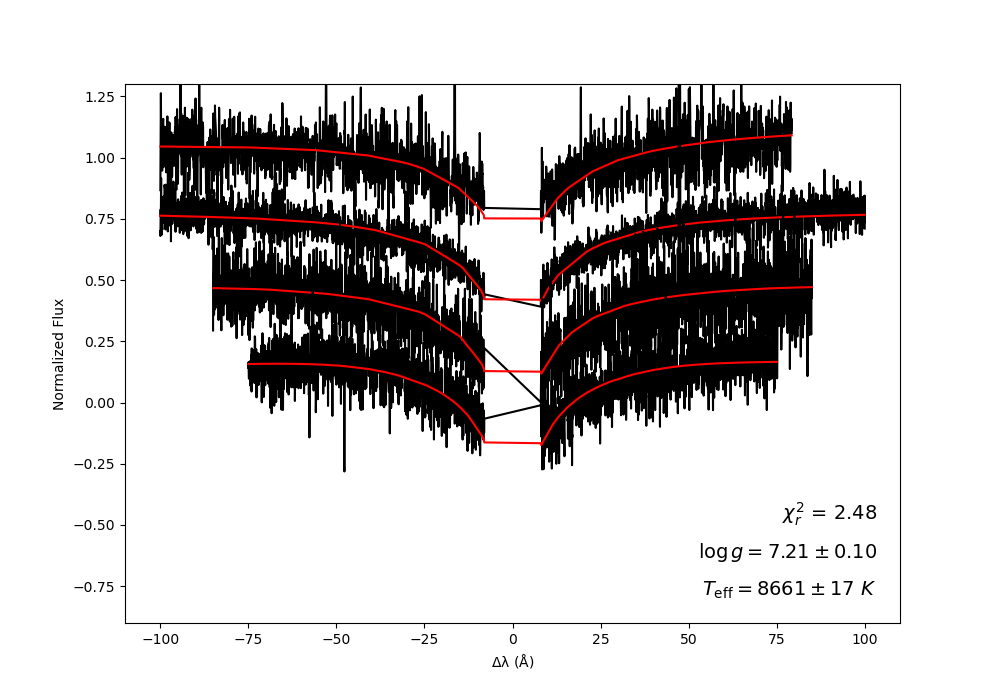 1.25
1.00
0.75
0.50
0.25
0.00
−0.25
−0.50
−0.75
Normalized Flux
χ²ᵣ = 2.48
log g = 7.21 ± 0.10
T_eff = 8661 ± 17 K
−100 −75 −50 −25 0 25 50 75 100
Δλ (Å)